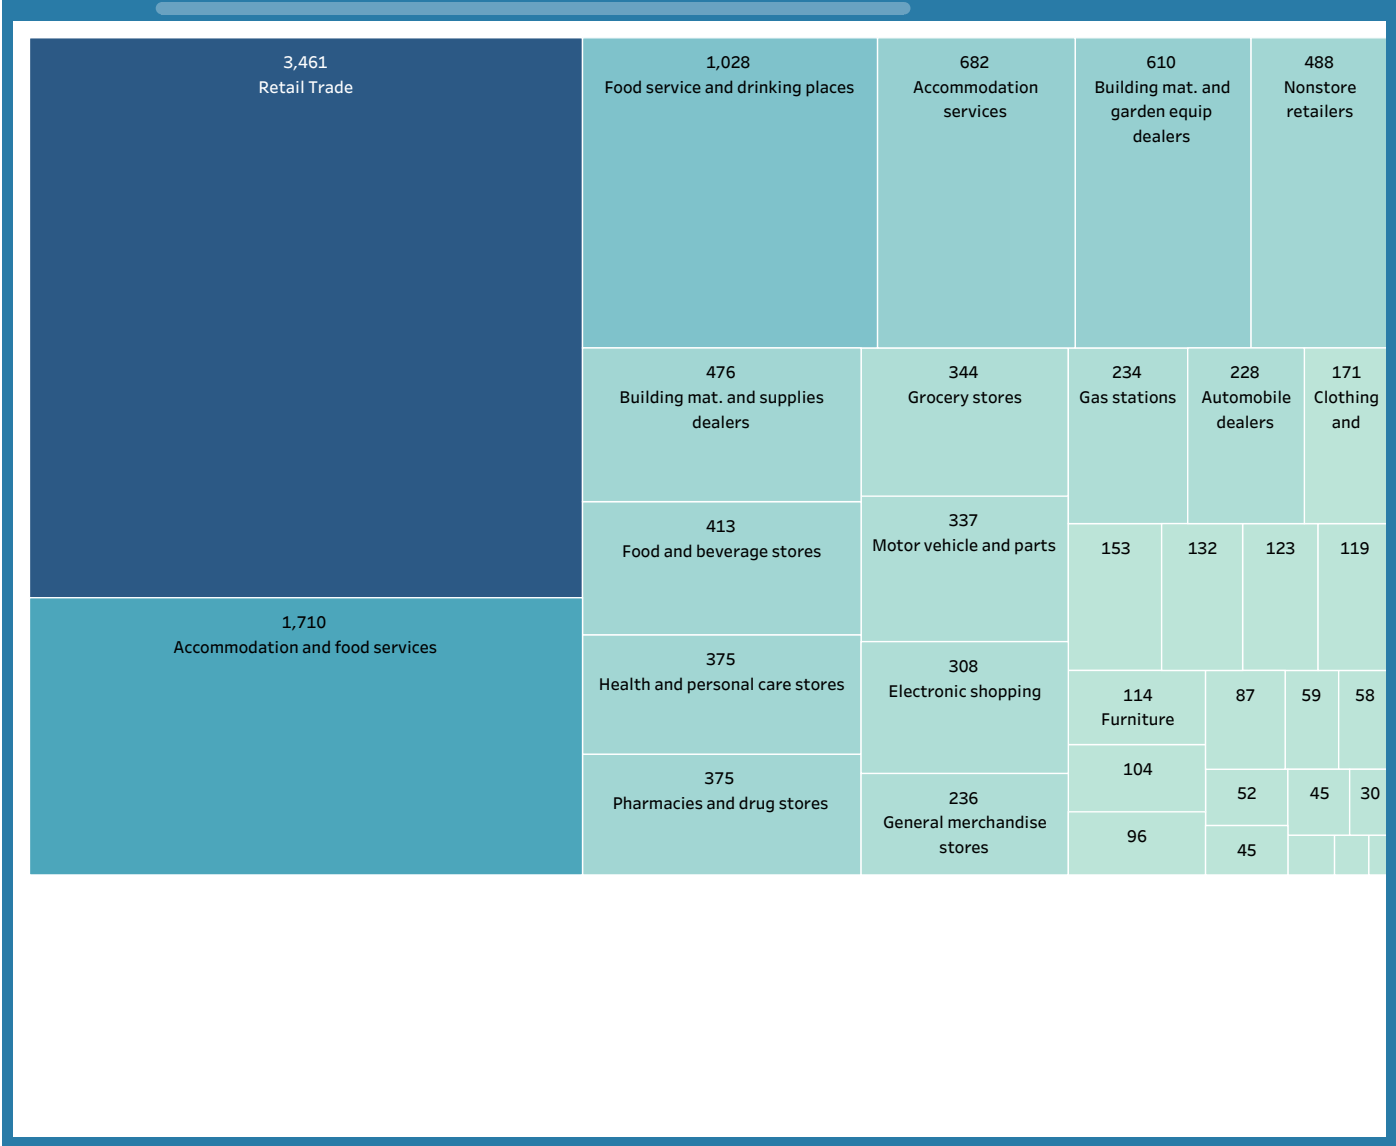 3,461
Retail Trade
1,710
Accommodation and food services
1,028
Food service and drinking places
682
Accommodation
services
610
Building mat. and
garden equip
dealers
488
Nonstore
retailers
476
Building mat. and supplies
dealers
413
Food and beverage stores
375
Health and personal care stores
375
Pharmacies and drug stores
344
Grocery stores
337
Motor vehicle and parts
308
Electronic shopping
236
General merchandise
stores
234
Gas stations
228
Automobile
dealers
171
Clothing
and
153
132
123
119
114
Furniture
104
96
87
59
58
52
45
45
30